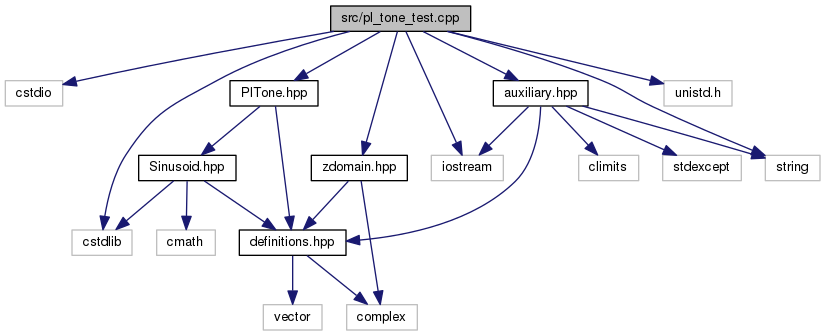 src/pl_tone_test.cpp
cstdio
PlTone.hpp
auxiliary.hpp
unistd.h
Sinusoid.hpp
zdomain.hpp
iostream
climits
stdexcept
string
cstdlib
cmath
definitions.hpp
vector
complex